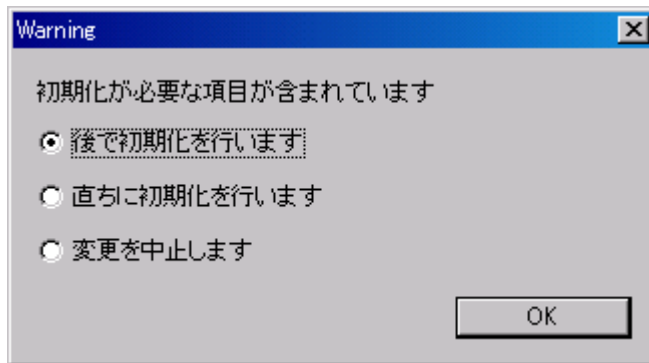 Warning
初期化が必要な項目が含まれています
後で初期化を行います
直ちに初期化を行います
変更を中止します
OK